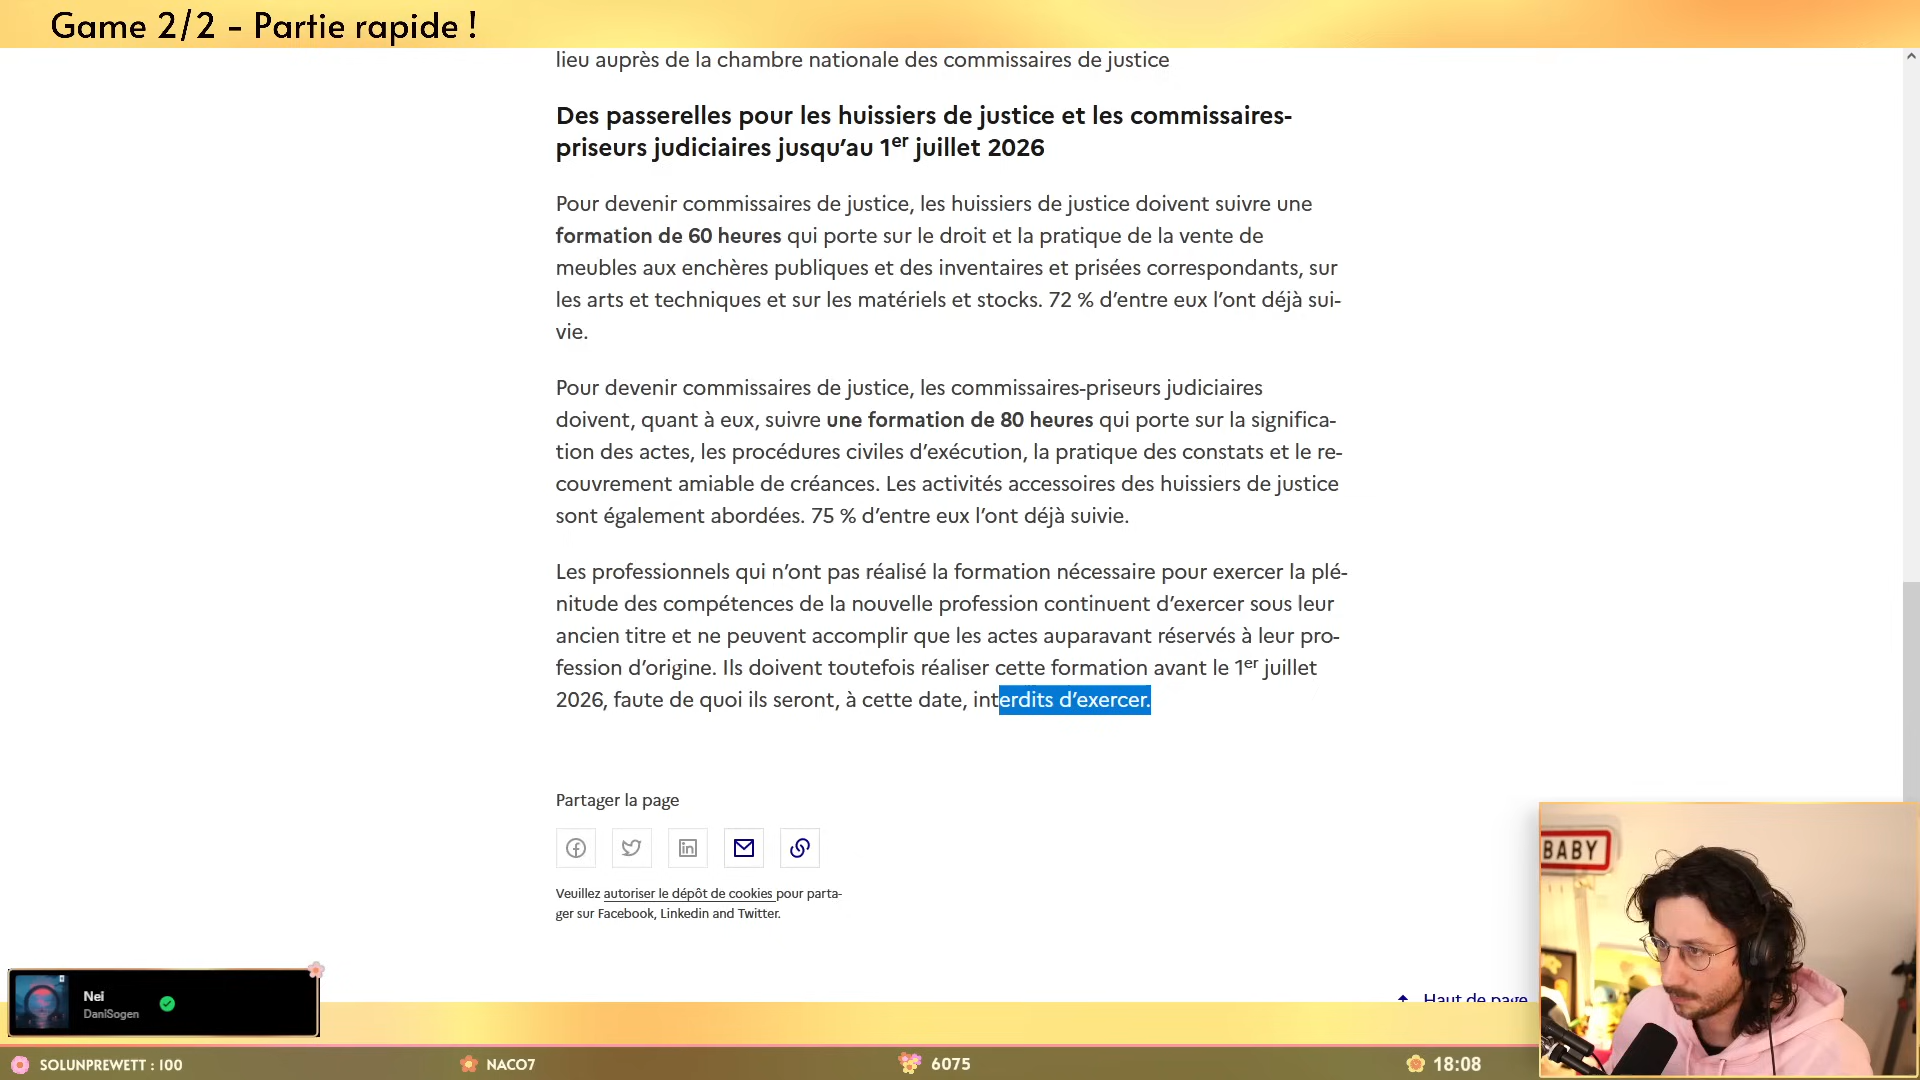 Game 2/2 - Partie rapide !
lieu auprès de la chambre nationale des commissaires de justice
Des passerelles pour les huissiers de justice et les commissaires-
priseurs judiciaires jusqu’au 1er juillet 2026
Pour devenir commissaires de justice, les huissiers de justice doivent suivre une
formation de 60 heures qui porte sur le droit et la pratique de la vente de
meubles aux enchères publiques et des inventaires et prisées correspondants, sur
les arts et techniques et sur les matériels et stocks. 72 % d’entre eux l’ont déjà sui-
vie.
Pour devenir commissaires de justice, les commissaires-priseurs judiciaires
doivent, quant à eux, suivre une formation de 80 heures qui porte sur la significa-
tion des actes, les procédures civiles d’exécution, la pratique des constats et le re-
couvrement amiable de créances. Les activités accessoires des huissiers de justice
sont également abordées. 75 % d’entre eux l’ont déjà suivie.
Les professionnels qui n’ont pas réalisé la formation nécessaire pour exercer la plé-
nitude des compétences de la nouvelle profession continuent d’exercer sous leur
ancien titre et ne peuvent accomplir que les actes auparavant réservés à leur pro-
fession d’origine. Ils doivent toutefois réaliser cette formation avant le 1er juillet
2026, faute de quoi ils seront, à cette date, interdits d’exercer.
Partager la page
Veuillez autoriser le dépôt de cookies pour parta-
ger sur Facebook, Linkedin and Twitter.
BABY
Nei
DaniSogen
Haut de page
SOLUNPREWETT : 100
NACO7
6075
18:08